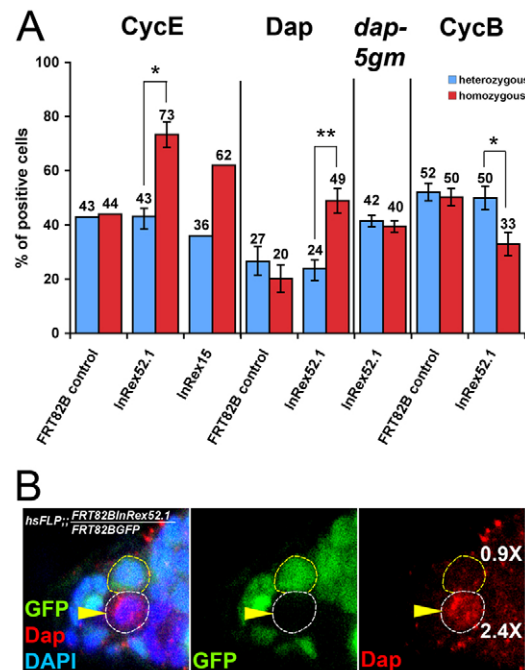 A
CycE Dap dap-5gm CycB
heterozygous
homozygous
% of positive cells
100
80
60
40
20
0
43 44 43 73 36 62 27 20 24 49 42 40 52 50 50 33
* ** *
FRT82B control
InRex52.1
InRex15
FRT82B control
InRex52.1
InRex52.1
FRT82B control
InRex52.1
B
hsFLP;; FRT82BInRex52.1
FRT82BGFP
GFP
Dap
DAPI
GFP
0.9X
2.4X
Dap